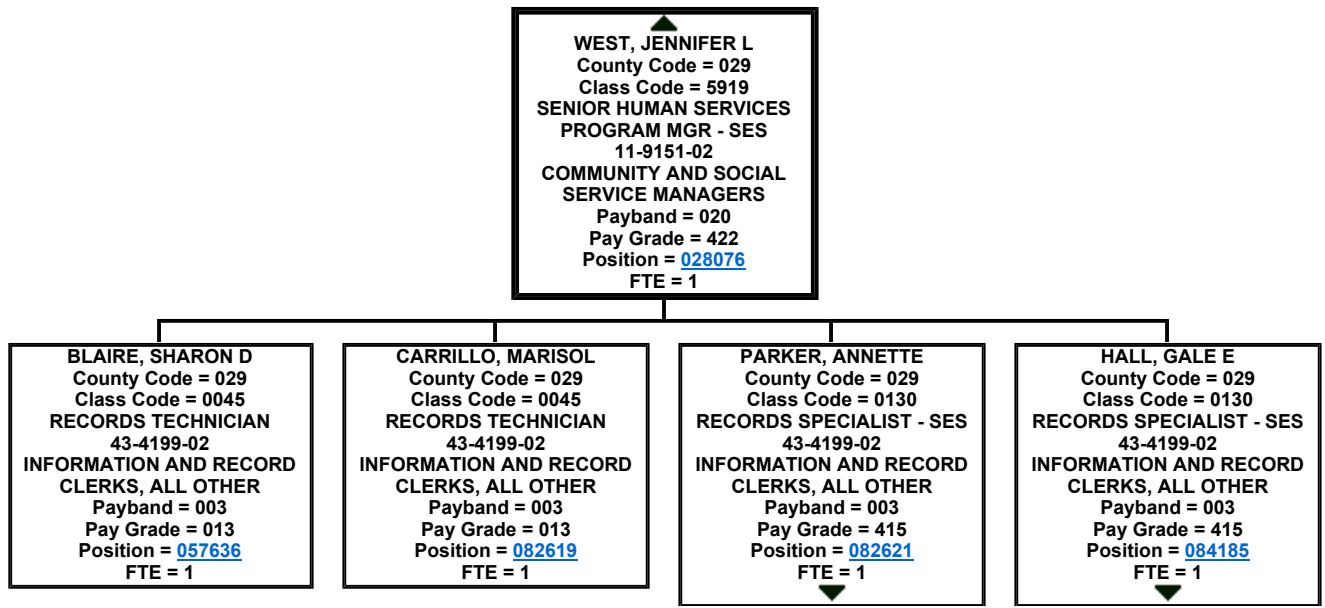 WEST, JENNIFER L
County Code = 029
Class Code = 5919
SENIOR HUMAN SERVICES
PROGRAM MGR - SES
11-9151-02
COMMUNITY AND SOCIAL
SERVICE MANAGERS
Payband = 020
Pay Grade = 422
Position = 028076
FTE = 1
BLAIRE, SHARON D
County Code = 029
Class Code = 0045
RECORDS TECHNICIAN
43-4199-02
INFORMATION AND RECORD
CLERKS, ALL OTHER
Payband = 003
Pay Grade = 013
Position = 057636
FTE = 1
CARRILLO, MARISOL
County Code = 029
Class Code = 0045
RECORDS TECHNICIAN
43-4199-02
INFORMATION AND RECORD
CLERKS, ALL OTHER
Payband = 003
Pay Grade = 013
Position = 082619
FTE = 1
PARKER, ANNETTE
County Code = 029
Class Code = 0130
RECORDS SPECIALIST - SES
43-4199-02
INFORMATION AND RECORD
CLERKS, ALL OTHER
Payband = 003
Pay Grade = 415
Position = 082621
FTE = 1
HALL, GALE E
County Code = 029
Class Code = 0130
RECORDS SPECIALIST - SES
43-4199-02
INFORMATION AND RECORD
CLERKS, ALL OTHER
Payband = 003
Pay Grade = 415
Position = 084185
FTE = 1